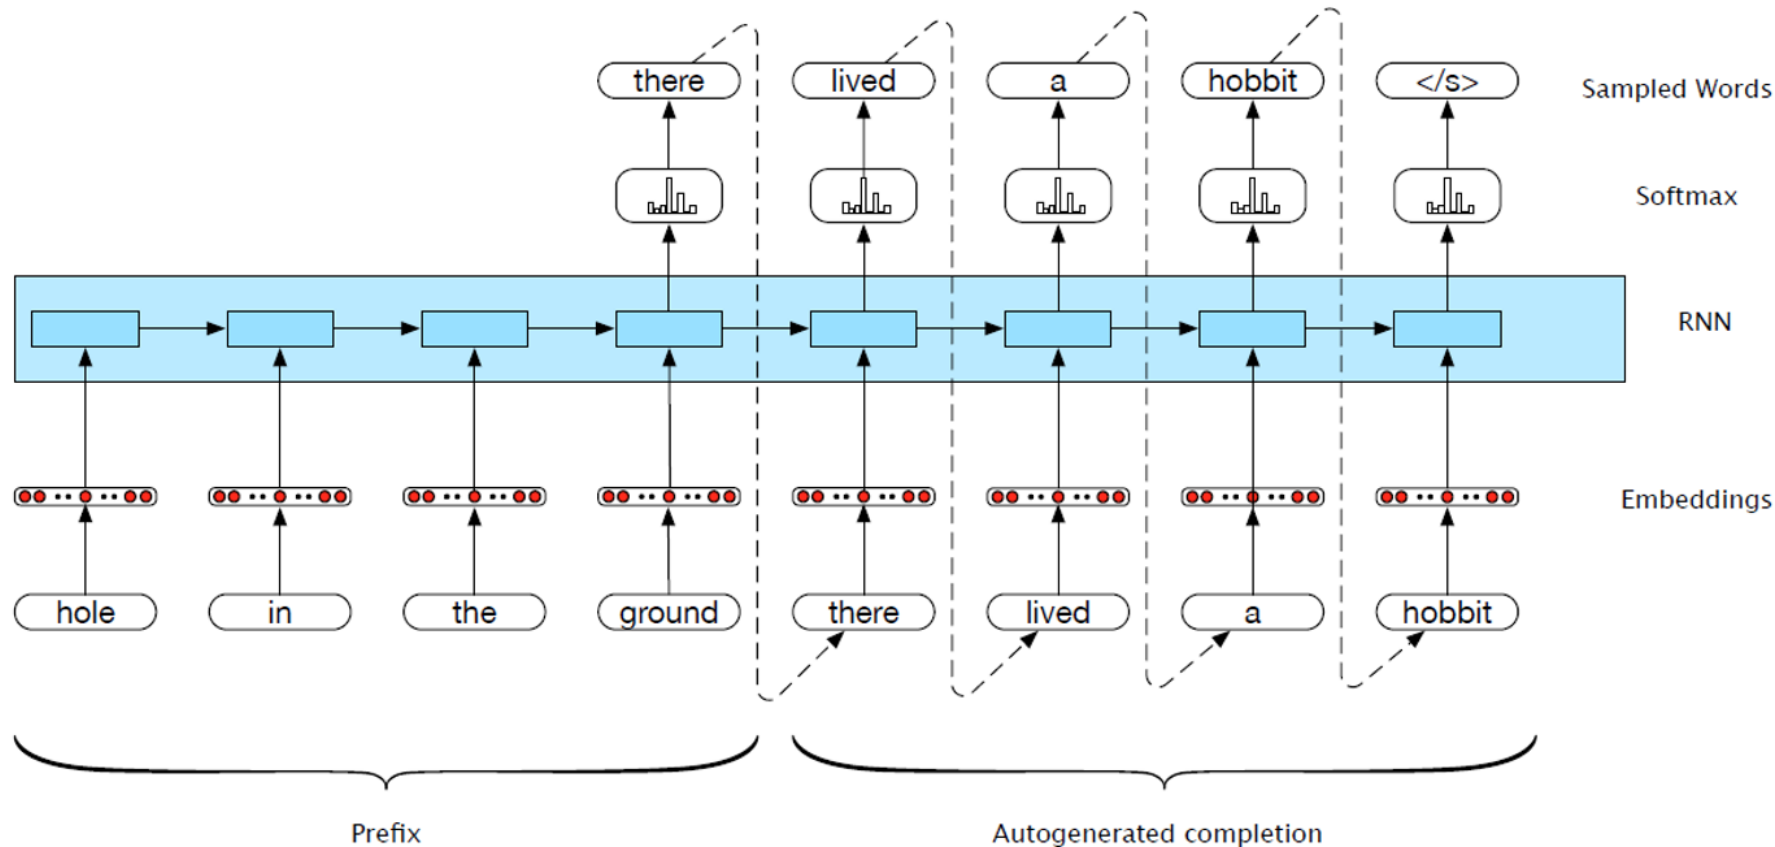 there lived a hobbit </s> Sampled Words
Softmax
RNN
Embeddings
hole in the ground there lived a hobbit
Prefix Autogenerated completion